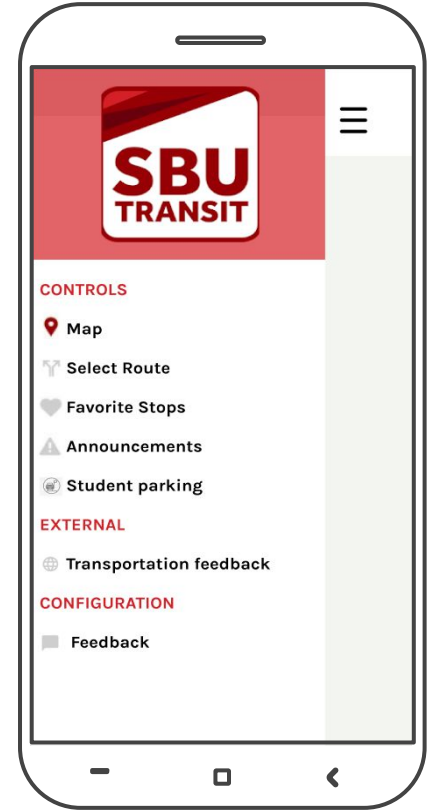 SBU
TRANSIT
CONTROLS
Map
Select Route
Favorite Stops
Announcements
Student parking
EXTERNAL
Transportation feedback
CONFIGURATION
Feedback